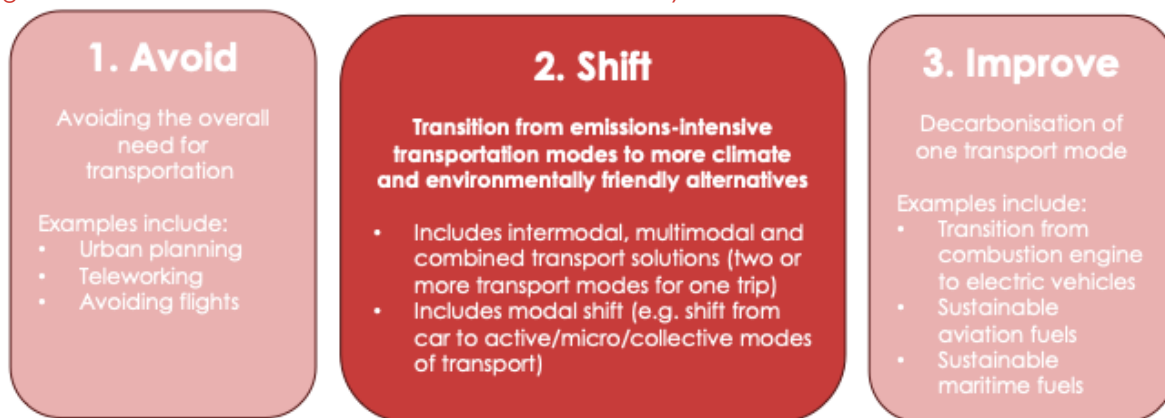 1. Avoid
Avoiding the overall
need for
transportation
Examples include:
• Urban planning
• Teleworking
• Avoiding flights
2. Shift
Transition from emissions-intensive
transportation modes to more climate
and environmentally friendly alternatives
• Includes intermodal, multimodal and
combined transport solutions (two or
more transport modes for one trip)
• Includes modal shift (e.g. shift from
car to active/micro/collective modes
of transport)
3. Improve
Decarbonisation of
one transport mode
Examples include:
• Transition from
combustion engine
to electric vehicles
• Sustainable
aviation fuels
• Sustainable
maritime fuels